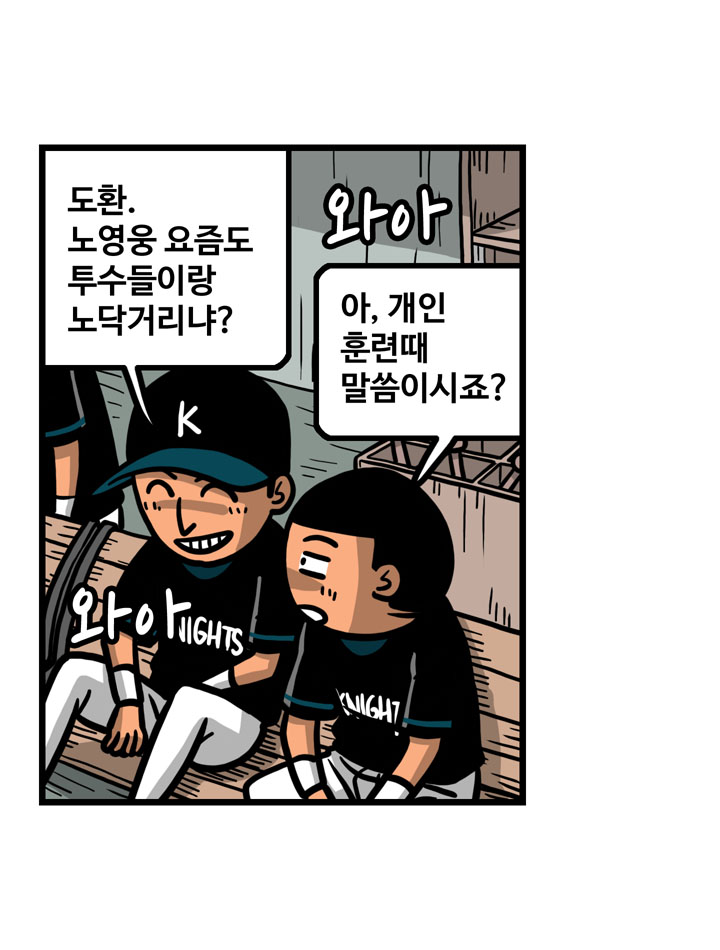 도환.
노영웅 요즘도
투수들이랑
노닥거리냐?
와아
아, 개인
훈련때
말씀이시죠?
K
와아
NIGHTS
KNIGHT